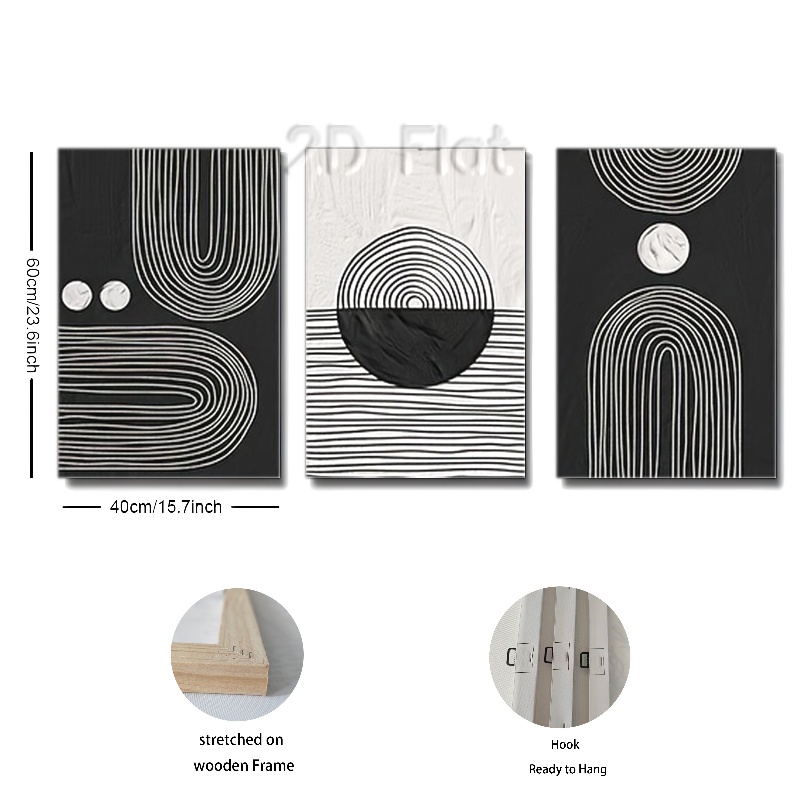 2D Flat
60cm/23.6inch
40cm/15.7inch
stretched on
wooden Frame
Hook
Ready to Hang